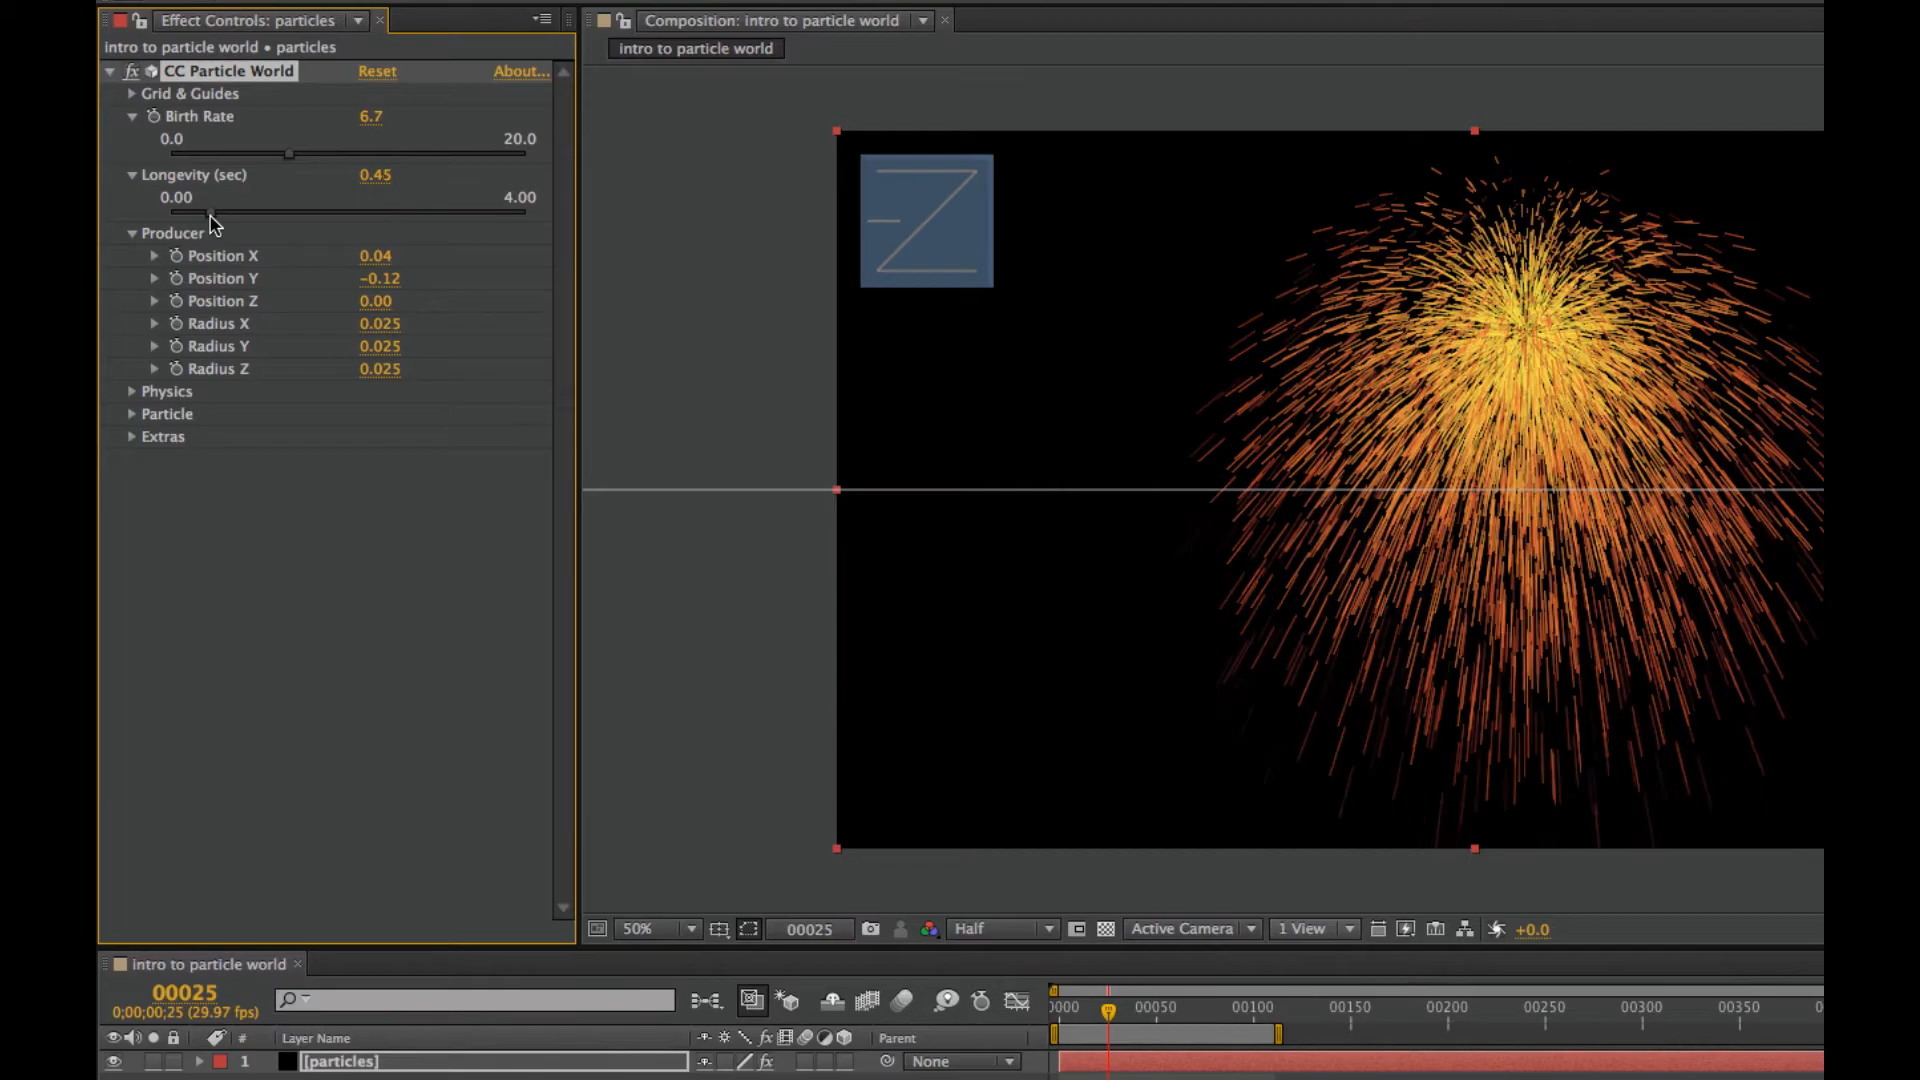 Effect Controls: particles
intro to particle world • particles
fx CC Particle World Reset About...
Grid & Guides
Birth Rate 6.7
0.0 20.0
Longevity (sec) 0.45
0.00 4.00
Producer
Position X 0.04
Position Y -0.12
Position Z 0.00
Radius X 0.025
Radius Y 0.025
Radius Z 0.025
Physics
Particle
Extras
Composition: intro to particle world
intro to particle world
50% 00025 Half Active Camera 1 View +0.0
intro to particle world
00025
0;00;00;25 (29.97 fps)
0000 00050 00100 00150 00200 00250 00300 00350
# Layer Name fx Parent
1 [particles] fx None